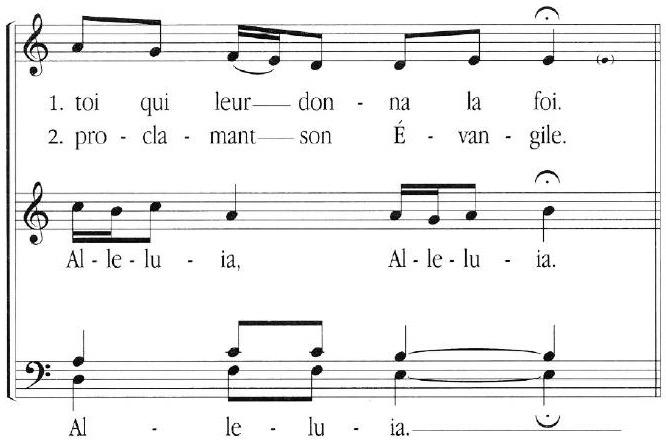 1. toi qui leur don - na la foi.
2. pro - cla - mant son É - van - gile.
Al - le - lu - ia, Al - le - lu - ia.
Al - le - lu - ia.